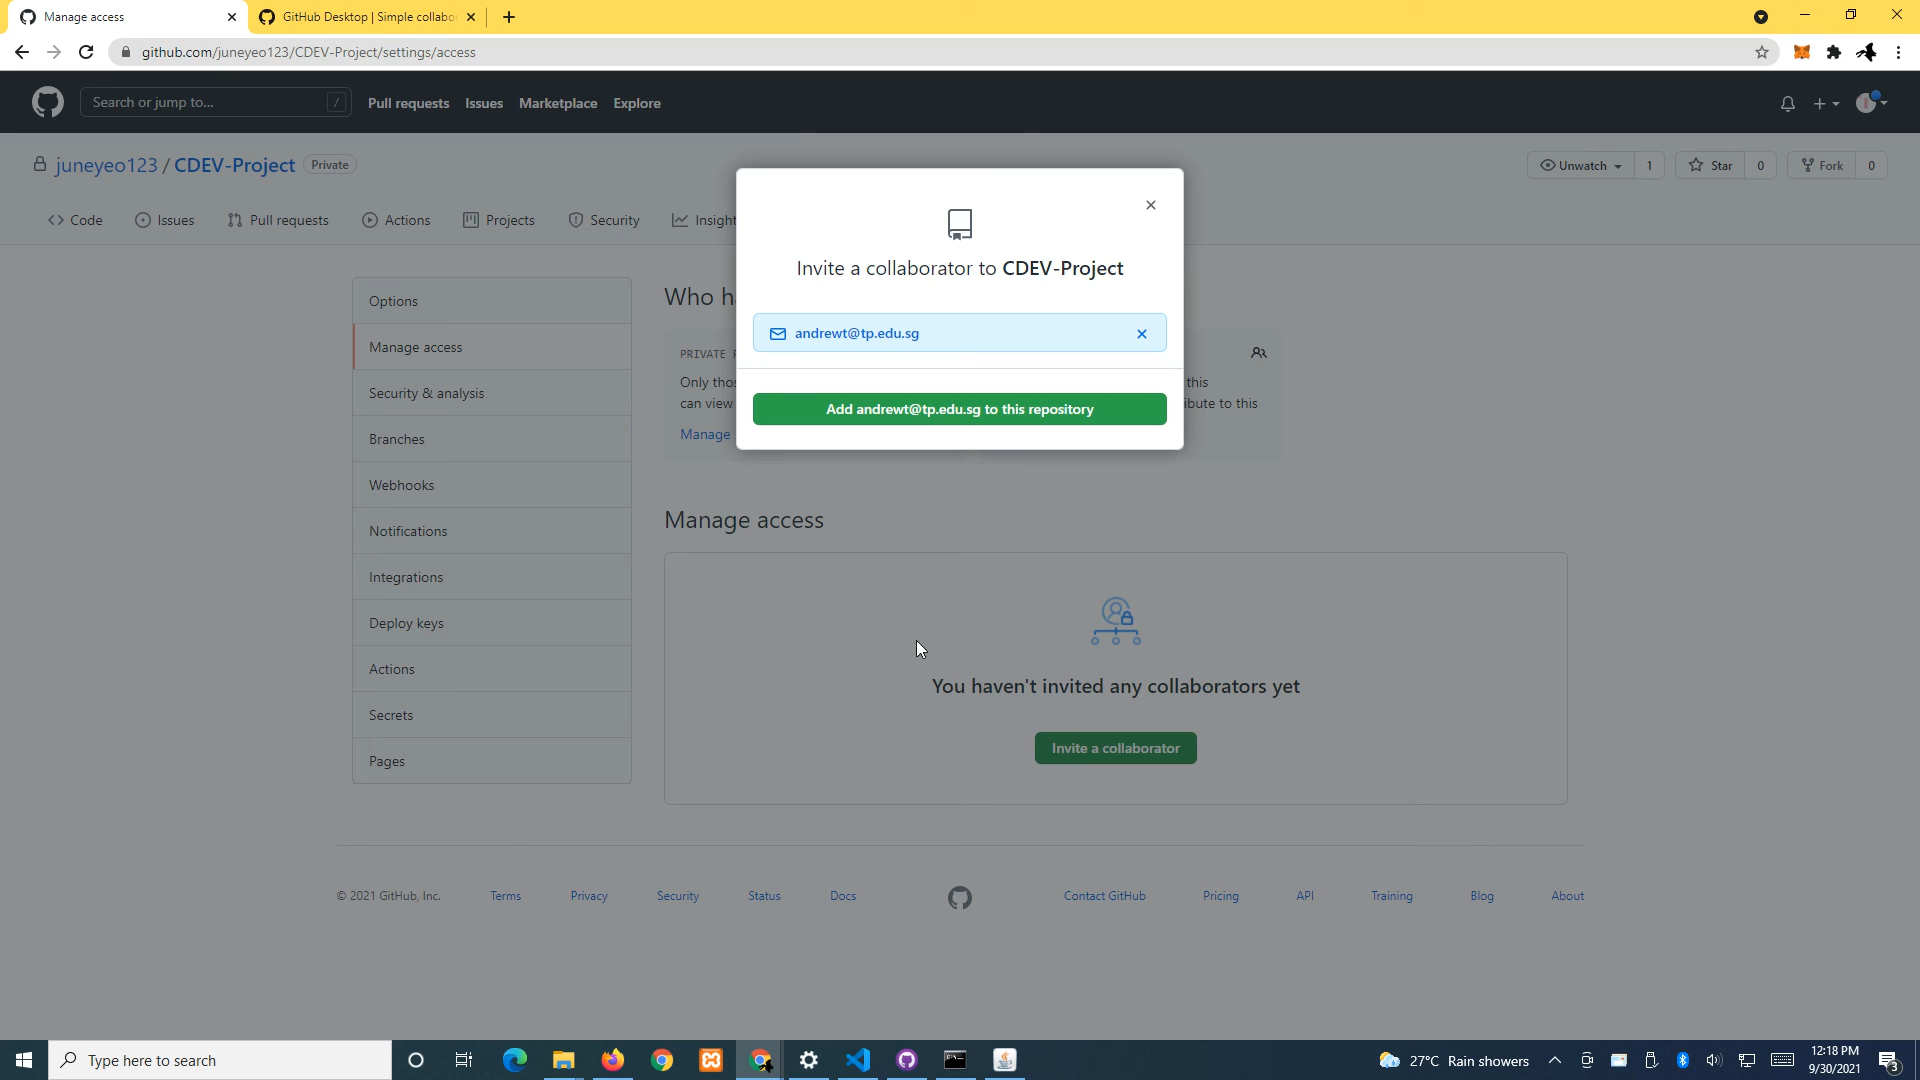 Manage access
GitHub Desktop | Simple collabo
github.com/juneyeo123/CDEV-Project/settings/access
Search or jump to... /
Pull requests Issues Marketplace Explore
juneyeo123 / CDEV-Project Private
Unwatch 1 Star 0 Fork 0
Code Issues Pull requests Actions Projects Security Insight
Invite a collaborator to CDEV-Project
andrewt@tp.edu.sg
Add andrewt@tp.edu.sg to this repository
Options
Manage access
Security & analysis
Branches
Webhooks
Notifications
Integrations
Deploy keys
Actions
Secrets
Pages
Who h
PRIVATE
Only tho this
can view ibute to this
Manage
Manage access
You haven't invited any collaborators yet
Invite a collaborator
© 2021 GitHub, Inc. Terms Privacy Security Status Docs Contact GitHub Pricing API Training Blog About
Type here to search
27°C Rain showers
12:18 PM
9/30/2021
3